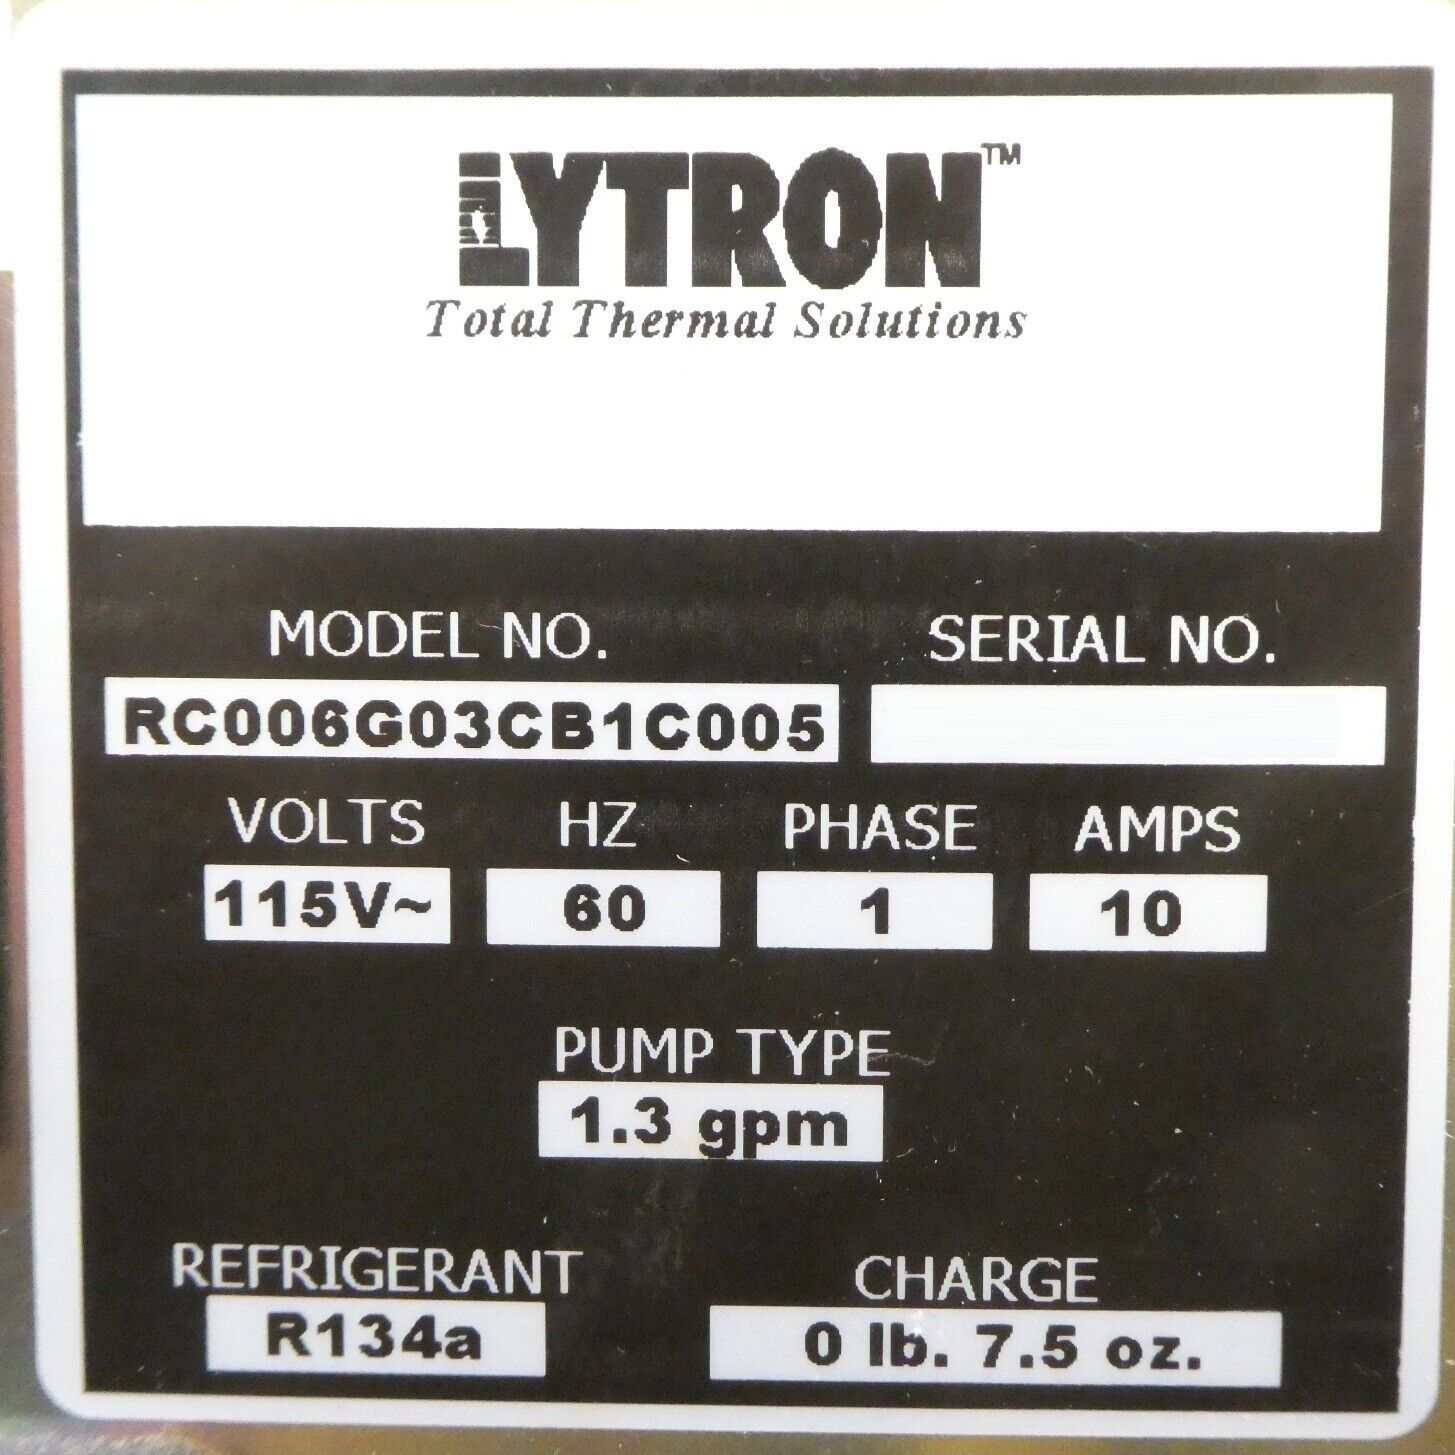 LYTRON™
Total Thermal Solutions
MODEL NO. SERIAL NO.
RC006G03CB1C005
VOLTS HZ PHASE AMPS
115V~ 60 1 10
PUMP TYPE
1.3 gpm
REFRIGERANT CHARGE
R134a 0 lb. 7.5 oz.